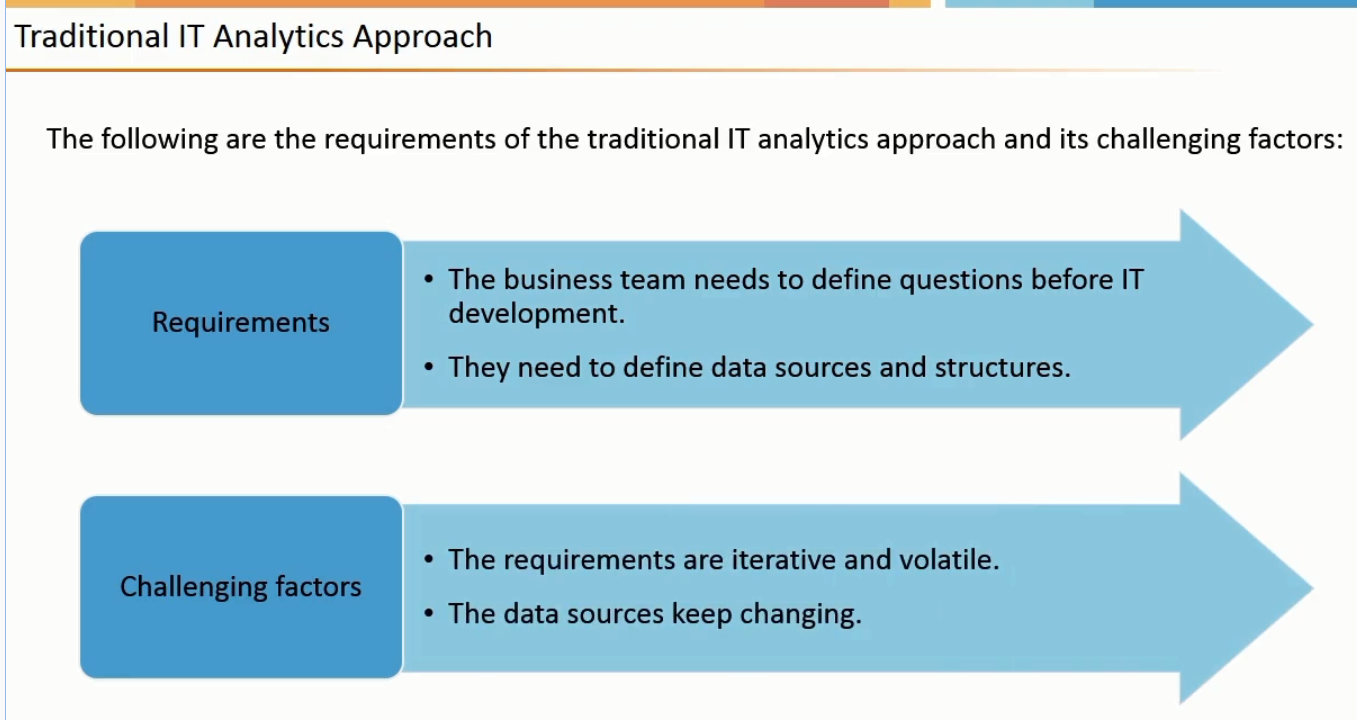 Traditional IT Analytics Approach
The following are the requirements of the traditional IT analytics approach and its challenging factors:
Requirements
• The business team needs to define questions before IT
development.
• They need to define data sources and structures.
Challenging factors
• The requirements are iterative and volatile.
• The data sources keep changing.